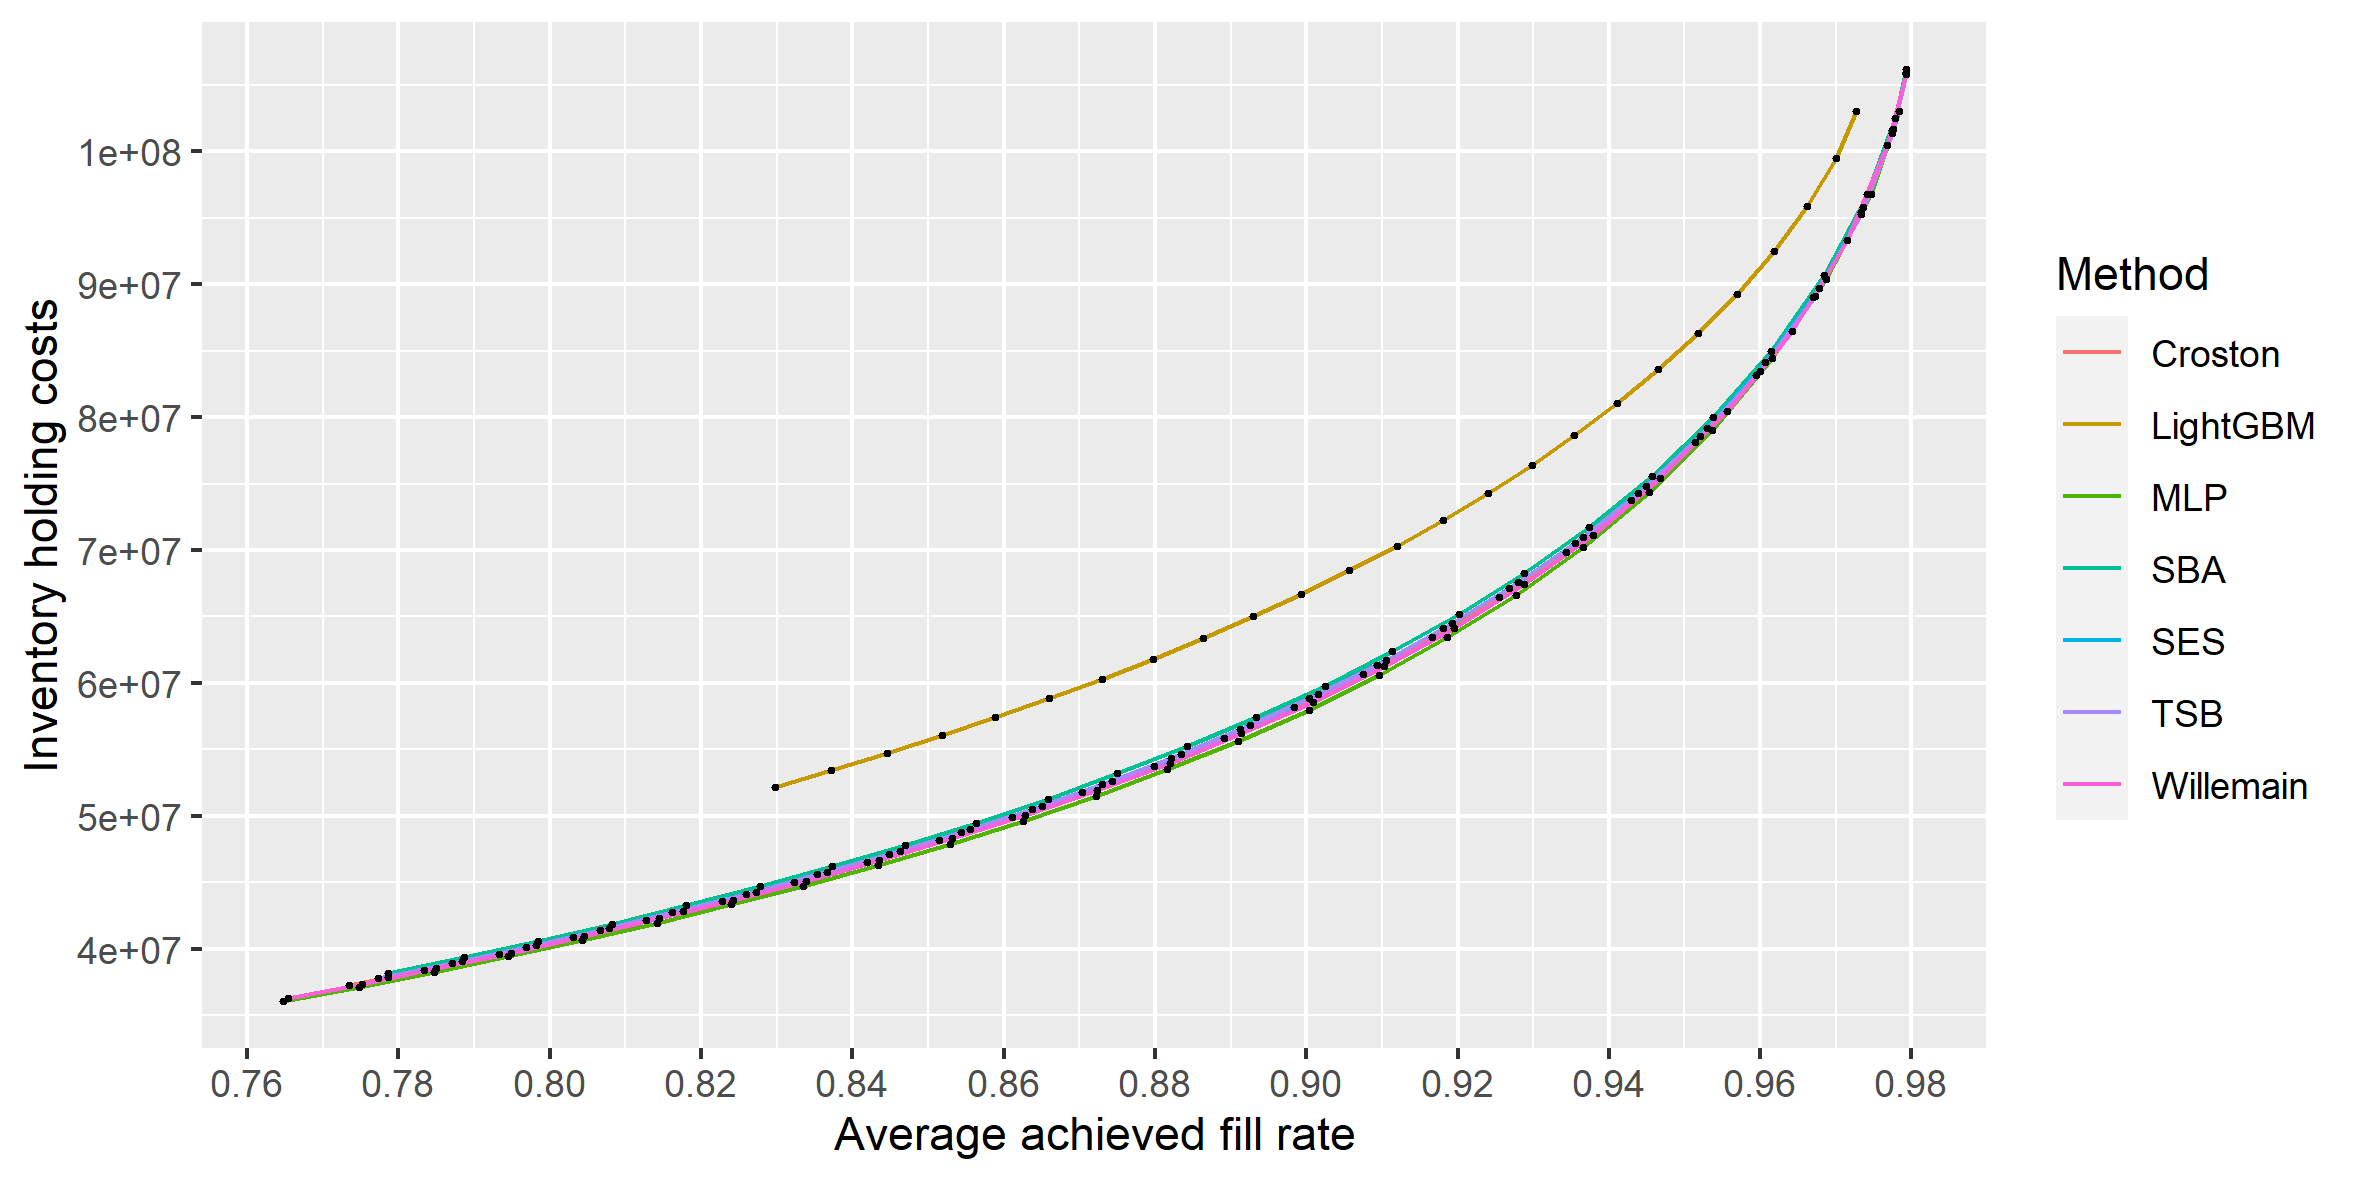 Inventory holding costs
1e+08
9e+07
8e+07
7e+07
6e+07
5e+07
4e+07
0.76 0.78 0.80 0.82 0.84 0.86 0.88 0.90 0.92 0.94 0.96 0.98
Average achieved fill rate
Method
Croston
LightGBM
MLP
SBA
SES
TSB
Willemain